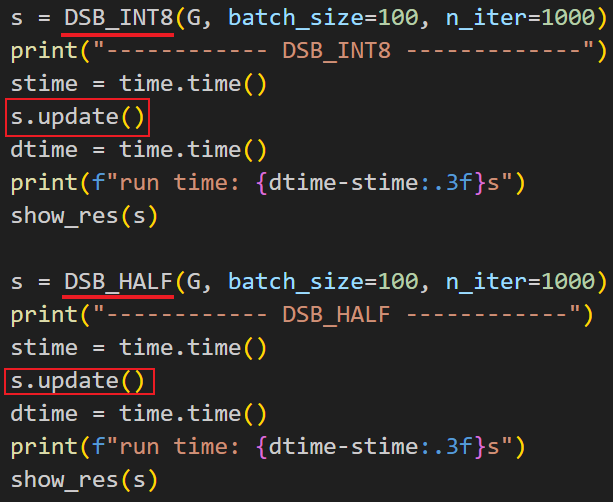 s = DSB_INT8(G, batch_size=100, n_iter=1000)
print("------------ DSB_INT8 -------------")
stime = time.time()
s.update()
dtime = time.time()
print(f"run time: {dtime-stime:.3f}s")
show_res(s)
s = DSB_HALF(G, batch_size=100, n_iter=1000)
print("------------ DSB_HALF ------------")
stime = time.time()
s.update()
dtime = time.time()
print(f"run time: {dtime-stime:.3f}s")
show_res(s)